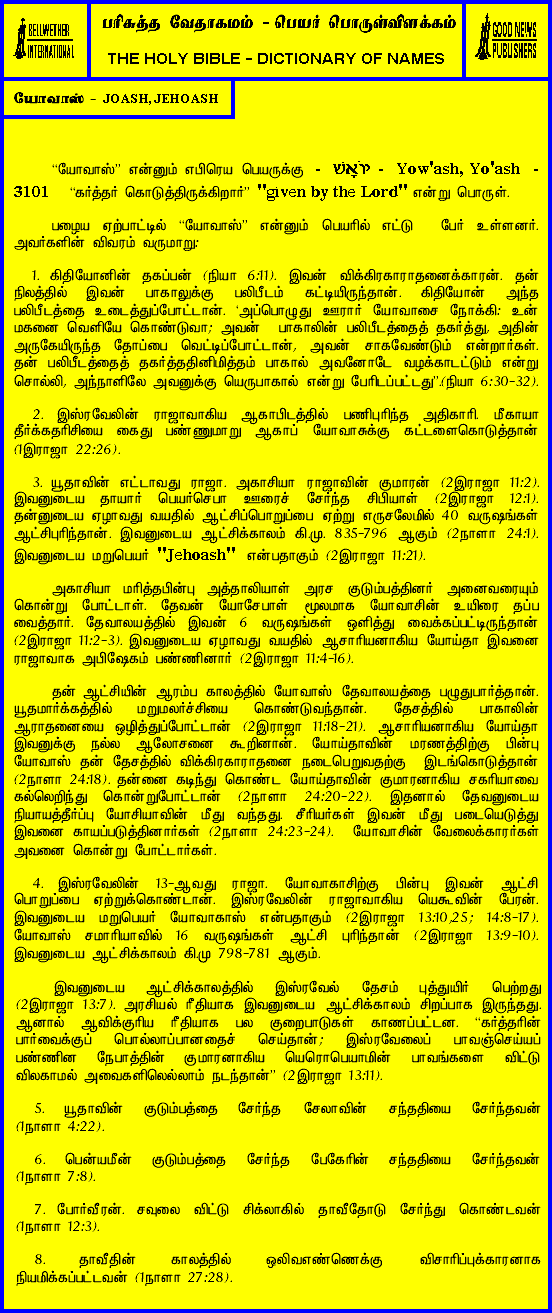 BELLWETHER
INTERNATIONAL
பரிசுத்த வேதாகமம் - பெயர் பொருள்விளக்கம்
THE HOLY BIBLE - DICTIONARY OF NAMES
GOOD NEWS
PUBLISHERS
யோவாஸ் - JOASH, JEHOASH
“யோவாஸ்” என்னும் எபிரெய பெயருக்கு - יוֹאָשׁ - Yow'ash, Yo'ash -
3101 “கர்த்தர் கொடுத்திருக்கிறார்” "given by the Lord" என்று பொருள்.
பழைய ஏற்பாட்டில் “யோவாஸ்” என்னும் பெயரில் எட்டு பேர் உள்ளனர்.
அவர்களின் விவரம் வருமாறு:
1. கிதியோனின் தகப்பன் (நியா 6:11). இவன் விக்கிரகாராதனைக்காரன். தன்
நிலத்தில் இவன் பாகாலுக்கு பலிபீடம் கட்டியிருந்தான். கிதியோன் அந்த
பலிபீடத்தை உடைத்துப்போட்டான். ‘அப்பொழுது ஊரார் யோவாசை நோக்கி: உன்
மகனை வெளியே கொண்டுவா; அவன் பாகாலின் பலிபீடத்தைத் தகர்த்து, அதின்
அருகேயிருந்த தோப்பை வெட்டிப்போட்டான், அவன் சாகவேண்டும் என்றார்கள்.
தன் பலிபீடத்தைத் தகர்த்ததினிமித்தம் பாகால் அவனோடே வழக்காடட்டும் என்று
சொல்லி, அந்நாளிலே அவனுக்கு யெருபாகால் என்று பேரிடப்பட்டது”.(நியா 6:30-32).
2. இஸ்ரவேலின் ராஜாவாகிய ஆகாபிடத்தில் பணிபுரிந்த அதிகாரி. மீகாயா
தீர்க்கதரிசியை கைது பண்ணுமாறு ஆகாப் யோவாசுக்கு கட்டளைகொடுத்தான்
(1இராஜா 22:26).
3. யூதாவின் எட்டாவது ராஜா. அகாசியா ராஜாவின் குமாரன் (2இராஜா 11:2).
இவனுடைய தாயார் பெயர்செபா ஊரைச் சேர்ந்த சிபியாள் (2இராஜா 12:1).
தன்னுடைய ஏழாவது வயதில் ஆட்சிப்பொறுப்பை ஏற்று எருசலேமில் 40 வருஷங்கள்
ஆட்சிபுரிந்தான். இவனுடைய ஆட்சிக்காலம் கி.மு. 835-796 ஆகும் (2நாளா 24:1).
இவனுடைய மறுபெயர் "Jehoash" என்பதாகும் (2இராஜா 11:21).
அகாசியா மரித்தபின்பு அத்தாலியாள் அரச குடும்பத்தினர் அனைவரையும்
கொன்று போட்டாள். தேவன் யோசேபாள் மூலமாக யோவாசின் உயிரை தப்ப
வைத்தார். தேவாலயத்தில் இவன் 6 வருஷங்கள் ஒளித்து வைக்கப்பட்டிருந்தான்
(2இராஜா 11:2-3). இவனுடைய ஏழாவது வயதில் ஆசாரியனாகிய யோய்தா இவனை
ராஜாவாக அபிஷேகம் பண்ணினார் (2இராஜா 11:4-16).
தன் ஆட்சியின் ஆரம்ப காலத்தில் யோவாஸ் தேவாலயத்தை பழுதுபார்த்தான்.
யூதமார்க்கத்தில் மறுமலர்ச்சியை கொண்டுவந்தான். தேசத்தில் பாகாலின்
ஆராதனையை ஒழித்துப்போட்டான் (2இராஜா 11:18-21). ஆசாரியனாகிய யோய்தா
இவனுக்கு நல்ல ஆலோசனை கூறினான். யோய்தாவின் மரணத்திற்கு பின்பு
யோவாஸ் தன் தேசத்தில் விக்கிரகாராதனை நடைபெறுவதற்கு இடங்கொடுத்தான்
(2நாளா 24:18). தன்னை கடிந்து கொண்ட யோய்தாவின் குமாரனாகிய சகரியாவை
கல்லெறிந்து கொன்றுபோட்டான் (2நாளா 24:20-22). இதனால் தேவனுடைய
நியாயத்தீர்ப்பு யோசியாவின் மீது வந்தது. சீரியர்கள் இவன் மீது படையெடுத்து
இவனை காயப்படுத்தினார்கள் (2நாளா 24:23-24). யோவாசின் வேலைக்காரர்கள்
அவனை கொன்று போட்டார்கள்.
4. இஸ்ரவேலின் 13-ஆவது ராஜா. யோவாகாசிற்கு பின்பு இவன் ஆட்சி
பொறுப்பை ஏற்றுக்கொண்டான். இஸ்ரவேலின் ராஜாவாகிய யெகூவின் பேரன்.
இவனுடைய மறுபெயர் யோவாகாஸ் என்பதாகும் (2இராஜா 13:10,25; 14:8-17).
யோவாஸ் சமாரியாவில் 16 வருஷங்கள் ஆட்சி புரிந்தான் (2இராஜா 13:9-10).
இவனுடைய ஆட்சிக்காலம் கி.மு 798-781 ஆகும்.
இவனுடைய ஆட்சிக்காலத்தில் இஸ்ரவேல் தேசம் புத்துயிர் பெற்றது
(2இராஜா 13:7). அரசியல் ரீதியாக இவனுடைய ஆட்சிக்காலம் சிறப்பாக இருந்தது.
ஆனால் ஆவிக்குரிய ரீதியாக பல குறைபாடுகள் காணப்பட்டன. “கர்த்தரின்
பார்வைக்குப் பொல்லாப்பானதைச் செய்தான்; இஸ்ரவேலைப் பாவஞ்செய்யப்
பண்ணின நேபாத்தின் குமாரனாகிய யெரொபெயாமின் பாவங்களை விட்டு
விலகாமல் அவைகளிலெல்லாம் நடந்தான்” (2இராஜா 13:11).
5. யூதாவின் குடும்பத்தை சேர்ந்த சேலாவின் சந்ததியை சேர்ந்தவன்
(1நாளா 4:22).
6. பென்யமீன் குடும்பத்தை சேர்ந்த பேகேரின் சந்ததியை சேர்ந்தவன்
(1நாளா 7:8).
7. போர்வீரன். சவுலை விட்டு சிக்லாகில் தாவீதோடு சேர்ந்து கொண்டவன்
(1நாளா 12:3).
8. தாவீதின் காலத்தில் ஒலிவஎண்ணெக்கு விசாரிப்புக்காரனாக
நியமிக்கப்பட்டவன் (1நாளா 27:28).